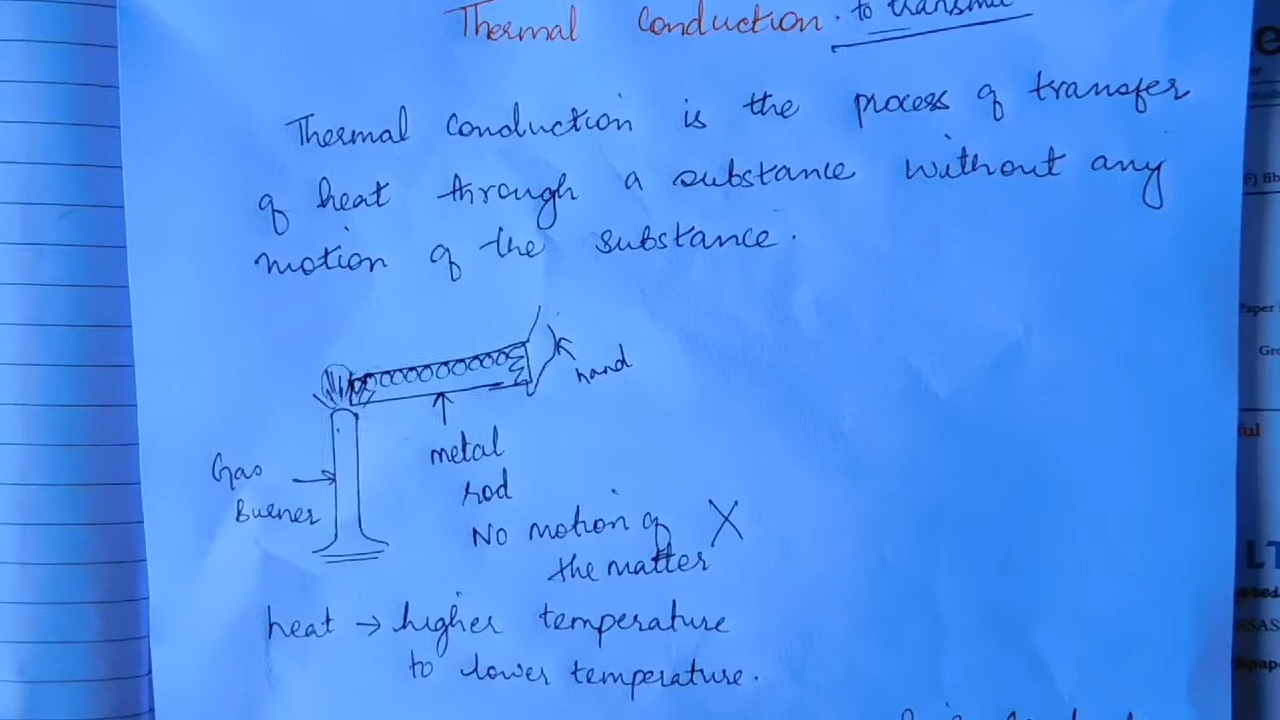 Thermal Conduction. to transmit
Thermal conduction is the process of transfer
of heat through a substance without any
motion of the substance.
hand
metal
rod
Gas
Burner
No motion of X
the matter
heat → higher temperature
to lower temperature.